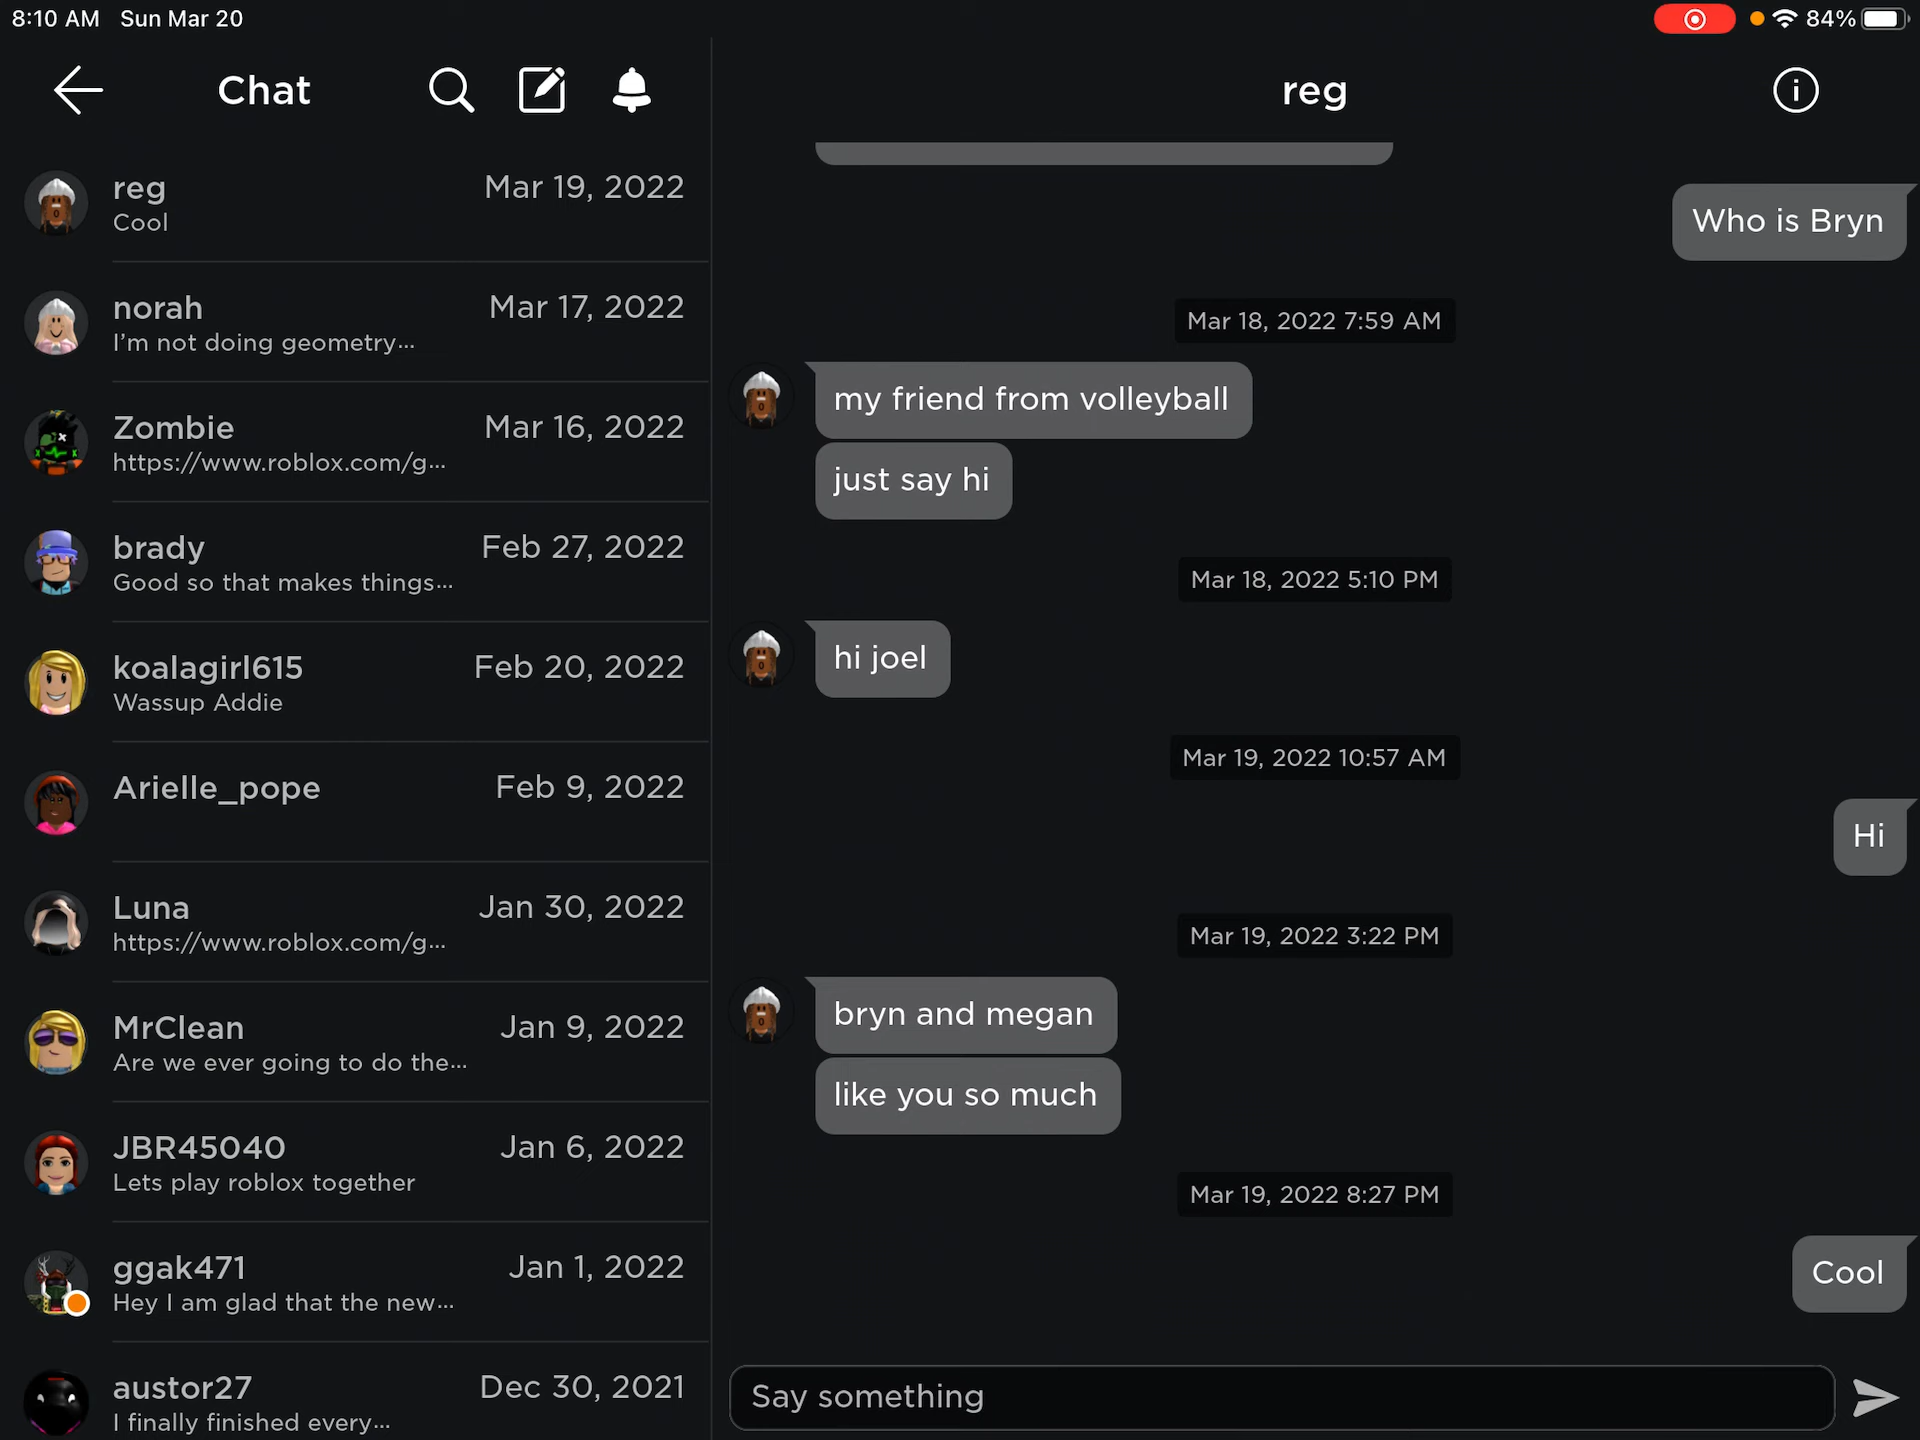 8:10 AM Sun Mar 20
84%
Chat
reg
Mar 19, 2022
Cool
norah
Mar 17, 2022
I'm not doing geometry...
Zombie
Mar 16, 2022
https://www.roblox.com/g...
brady
Feb 27, 2022
Good so that makes things...
koalagirl615
Feb 20, 2022
Wassup Addie
Arielle_pope
Feb 9, 2022
Luna
Jan 30, 2022
https://www.roblox.com/g...
MrClean
Jan 9, 2022
Are we ever going to do the...
JBR45040
Jan 6, 2022
Lets play roblox together
ggak471
Jan 1, 2022
Hey I am glad that the new...
austor27
Dec 30, 2021
I finally finished every...
reg
Who is Bryn
Mar 18, 2022 7:59 AM
my friend from volleyball
just say hi
Mar 18, 2022 5:10 PM
hi joel
Mar 19, 2022 10:57 AM
Hi
Mar 19, 2022 3:22 PM
bryn and megan
like you so much
Mar 19, 2022 8:27 PM
Cool
Say something